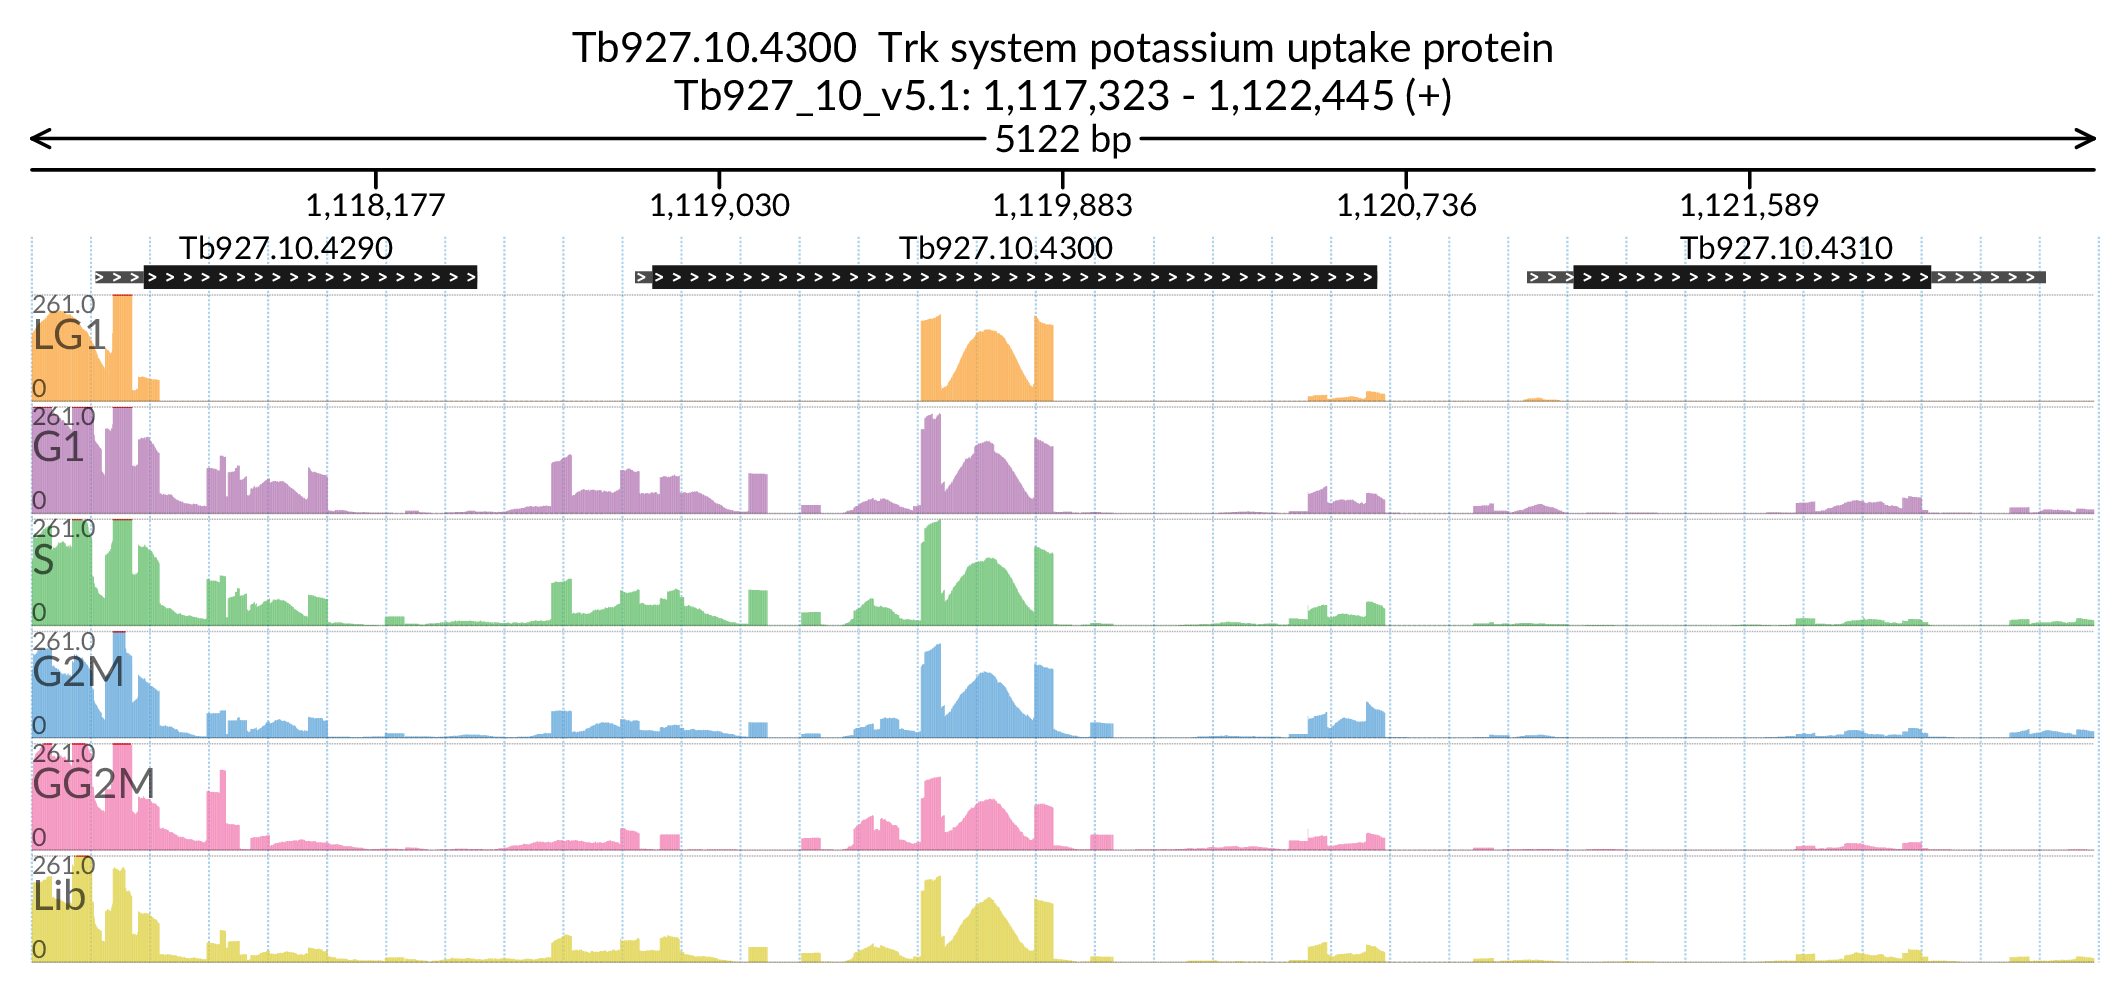 Tb927.10.4300 Trk system potassium uptake protein
Tb927_10_v5.1: 1,117,323 - 1,122,445 (+)
5122 bp
1,118,177 1,119,030 1,119,883 1,120,736 1,121,589
Tb927.10.4290 Tb927.10.4300 Tb927.10.4310
261.0
LG1
0
261.0
G1
0
261.0
S
0
261.0
G2M
0
261.0
GG2M
0
261.0
Lib
0